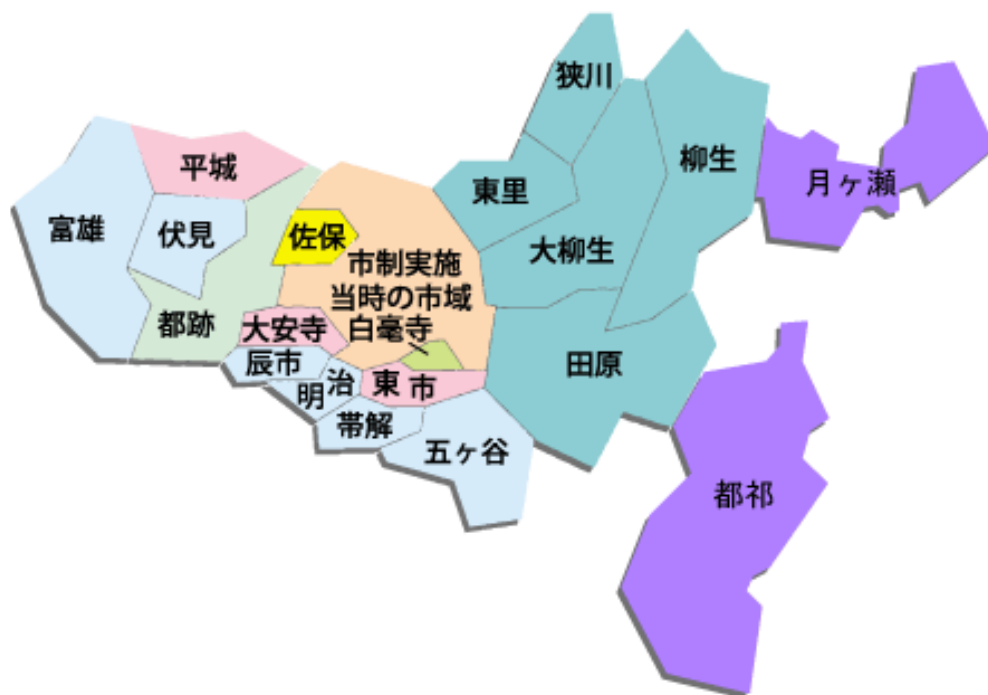 狭川
平城
柳生
月ヶ瀬
東里
富雄
伏見
佐保
大柳生
市制実施
当時の市域
白毫寺
都跡
大安寺
辰市
明治
東市
田原
帯解
五ヶ谷
都祁